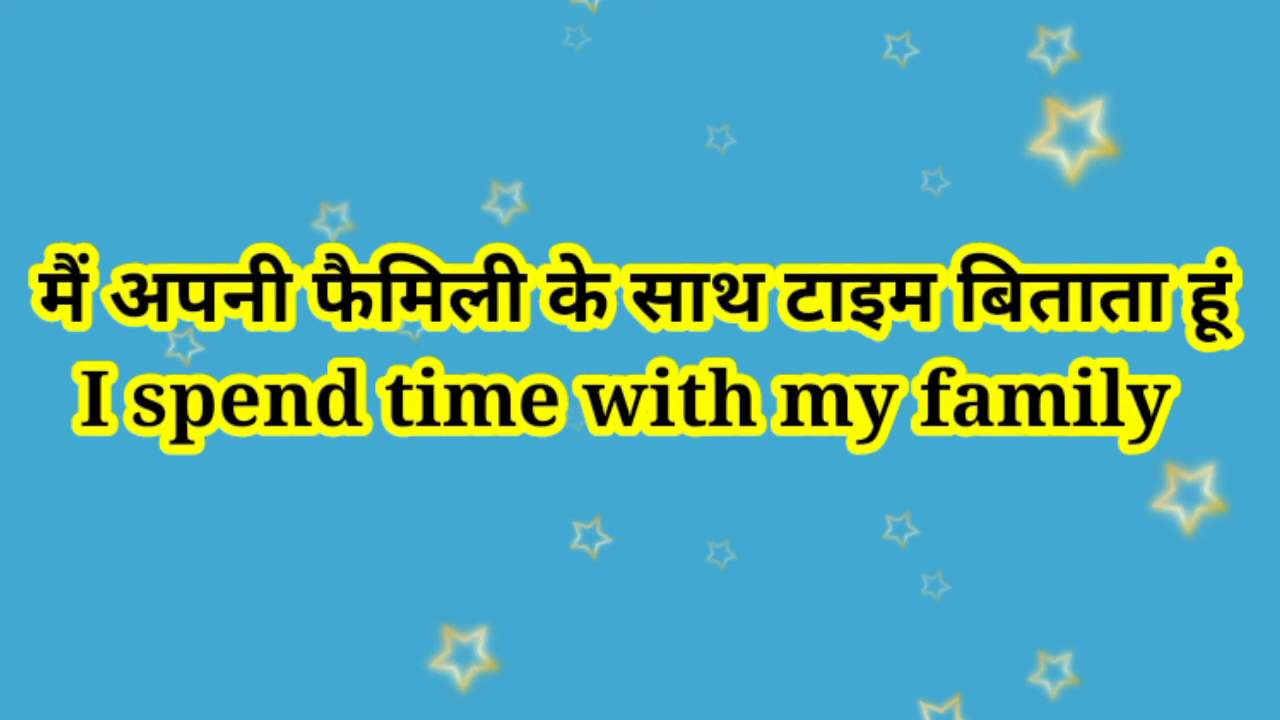 मैं अपनी फैमिली के साथ टाइम बिताता हूं
I spend time with my family